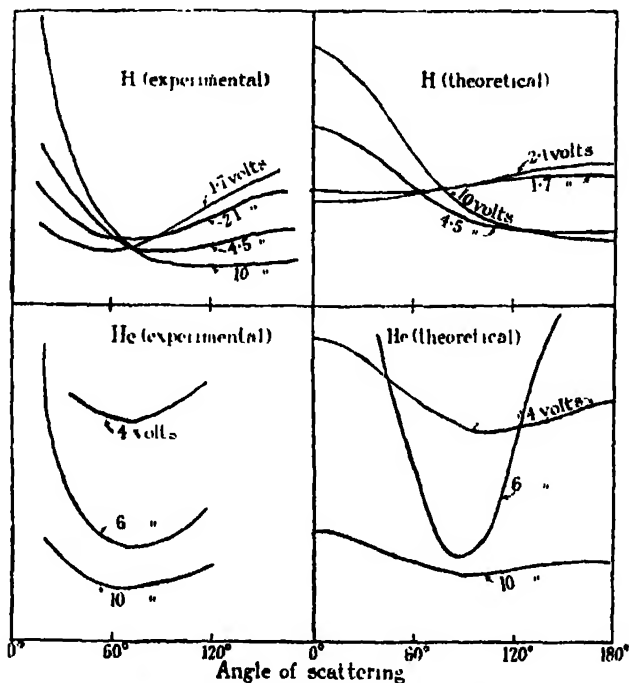 H (experimental)
H (theoretical)
1·7 volts
-2·1 "
-4·5 "
10 "
2·1 volts
1·7 " "
10 volts
4·5 "
He (experimental)
He (theoretical)
4 volts
6 "
10 "
4 volts
6 "
10 "
0° 60° 120° 0° 60° 120° 180°
Angle of scattering